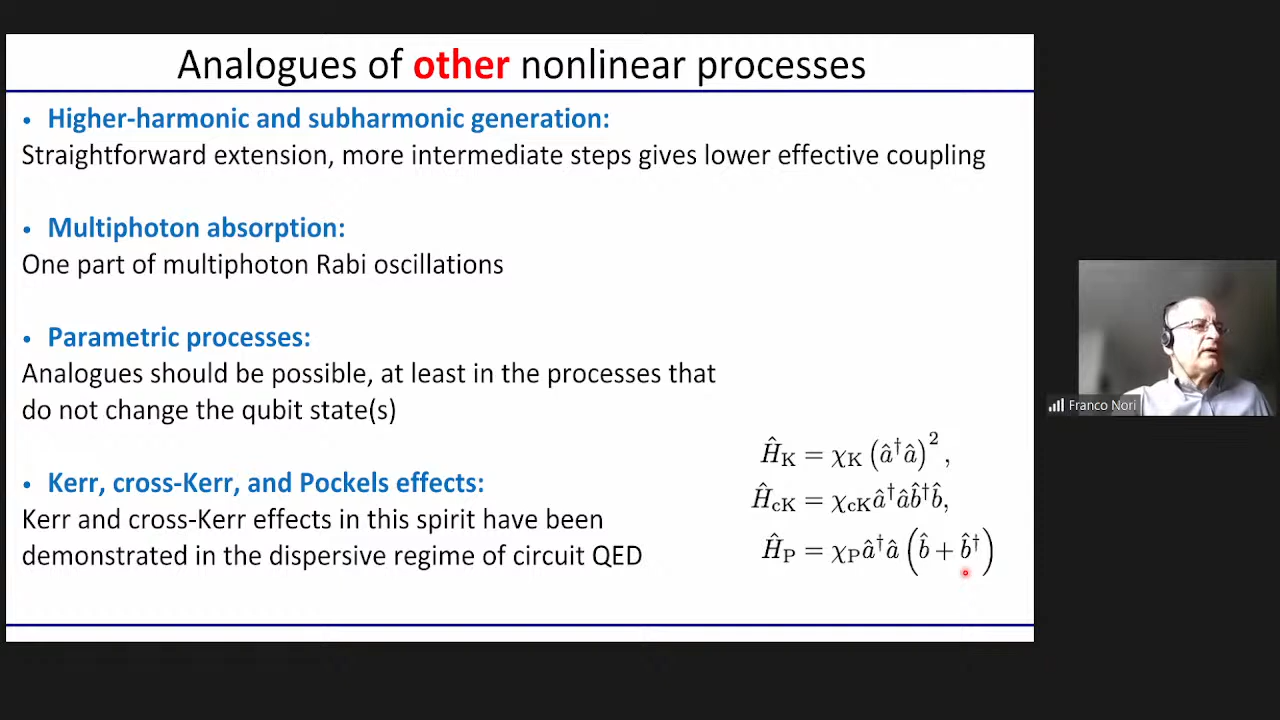 Analogues of other nonlinear processes
• Higher-harmonic and subharmonic generation:
Straightforward extension, more intermediate steps gives lower effective coupling
• Multiphoton absorption:
One part of multiphoton Rabi oscillations
• Parametric processes:
Analogues should be possible, at least in the processes that
do not change the qubit state(s)
• Kerr, cross-Kerr, and Pockels effects:
Kerr and cross-Kerr effects in this spirit have been
demonstrated in the dispersive regime of circuit QED
Ĥ_K = χ_K (â†â)²,
Ĥ_cK = χ_cK â†â b̂†b̂,
Ĥ_P = χ_P â†â (b̂ + b̂†)
Franco Nori